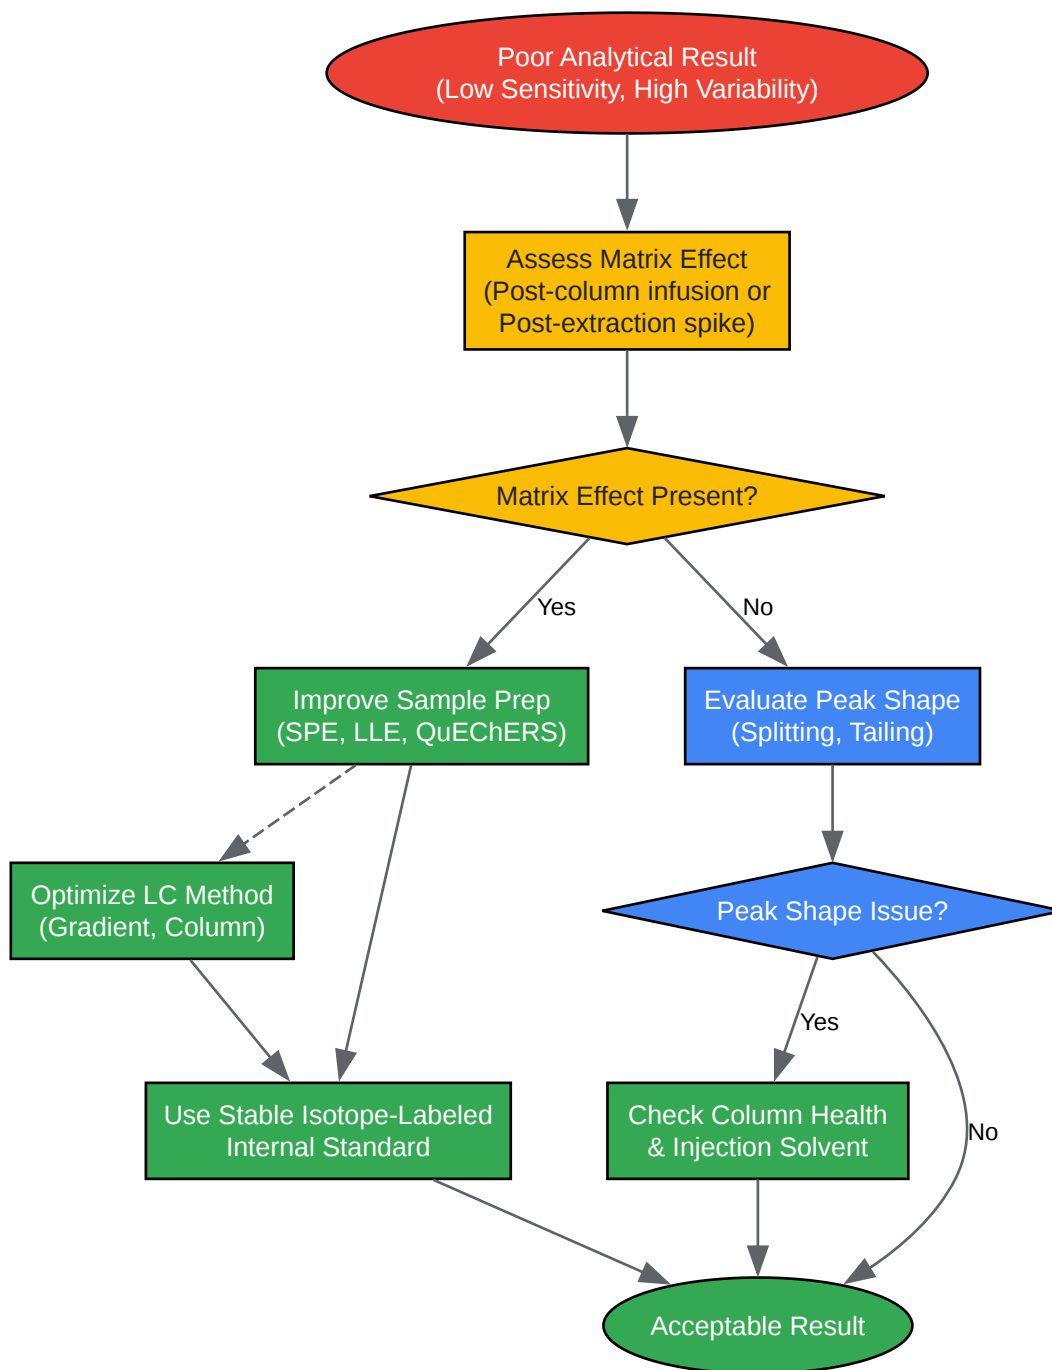 Poor Analytical Result
(Low Sensitivity, High Variability)
Assess Matrix Effect
(Post-column infusion or
Post-extraction spike)
Matrix Effect Present?
Yes
No
Improve Sample Prep
(SPE, LLE, QuEChERS)
Evaluate Peak Shape
(Splitting, Tailing)
Optimize LC Method
(Gradient, Column)
Peak Shape Issue?
Yes
No
Use Stable Isotope-Labeled
Internal Standard
Check Column Health
& Injection Solvent
Acceptable Result